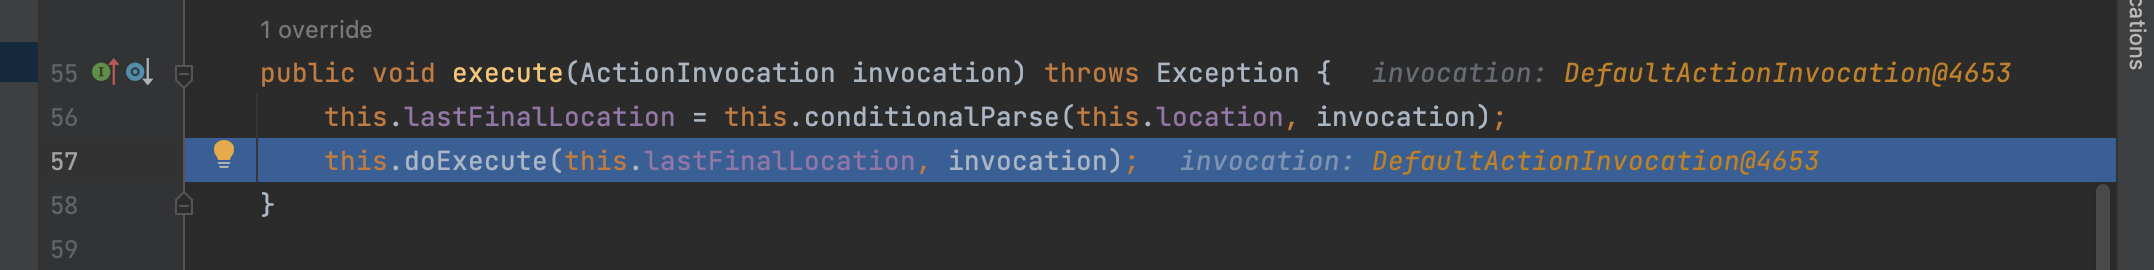 1 override
55 public void execute(ActionInvocation invocation) throws Exception { invocation: DefaultActionInvocation@4653
56 this.lastFinalLocation = this.conditionalParse(this.location, invocation);
57 this.doExecute(this.lastFinalLocation, invocation); invocation: DefaultActionInvocation@4653
58 }
59
cations